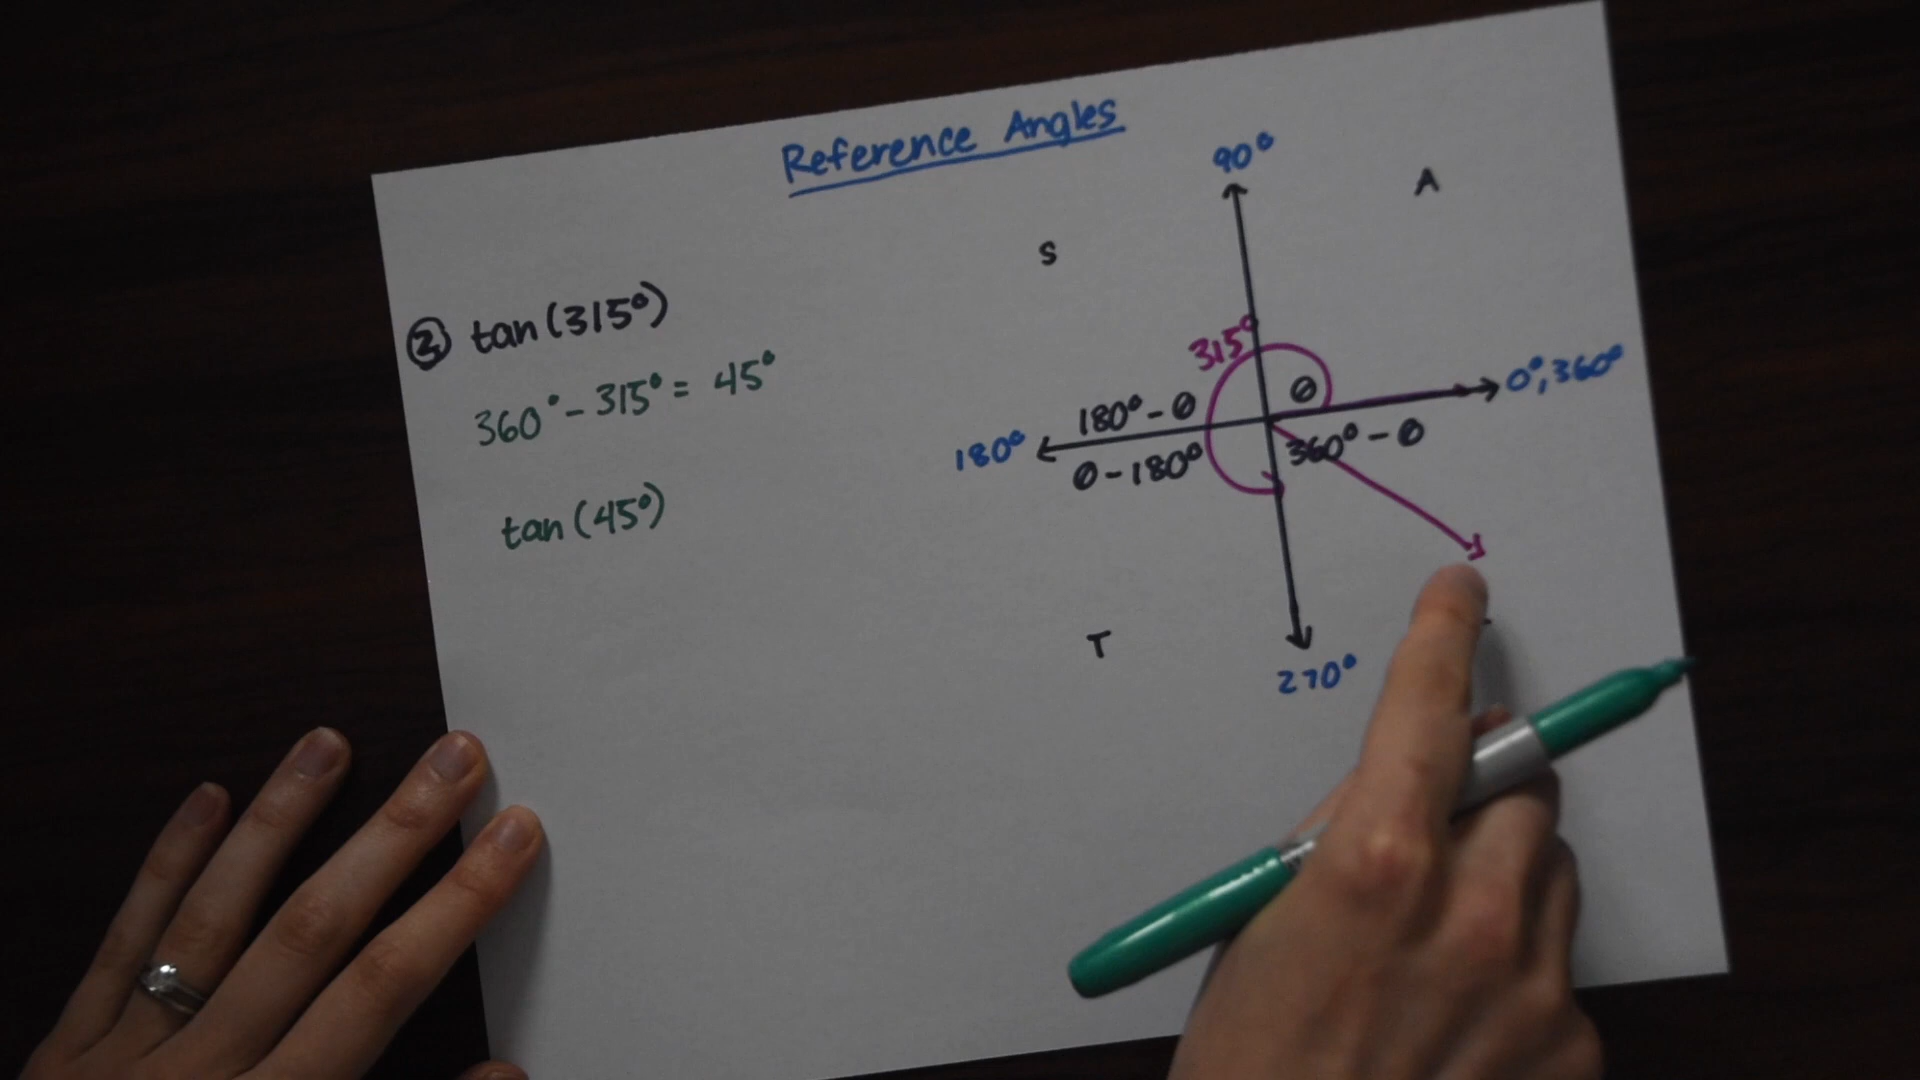 Reference Angles
② tan(315°)
360° - 315° = 45°
tan(45°)
90°
A
S
315°
θ
0°, 360°
180° - θ
180°
θ - 180°
360° - θ
T
270°